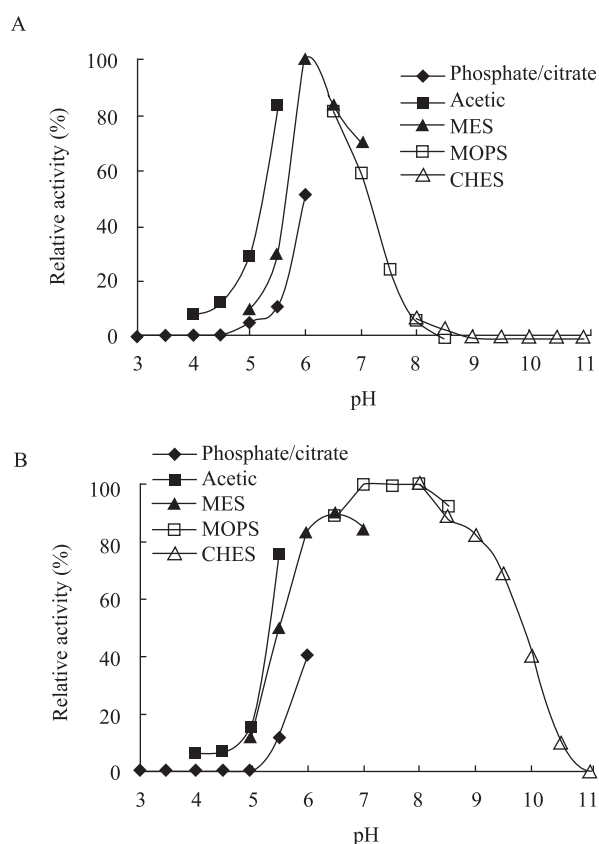 A
Relative activity (%)
100
80
60
40
20
0
3 4 5 6 7 8 9 10 11
pH
Phosphate/citrate
Acetic
MES
MOPS
CHES
B
Phosphate/citrate
Acetic
MES
MOPS
CHES
Relative activity (%)
100
80
60
40
20
0
3 4 5 6 7 8 9 10 11
pH